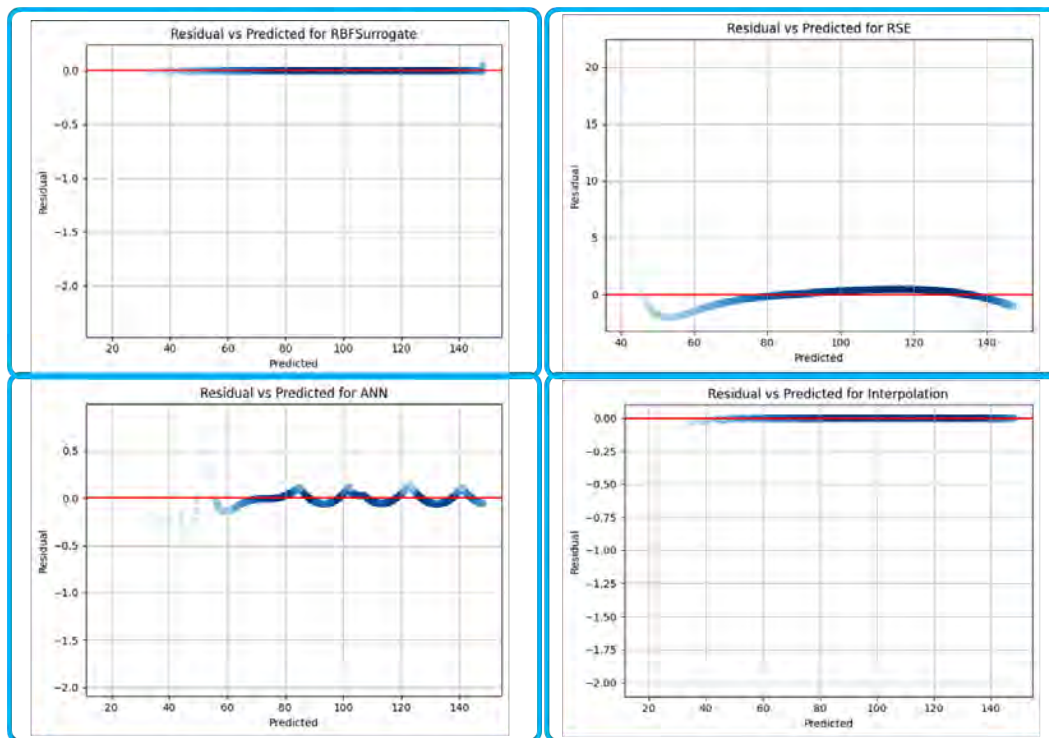 Residual vs Predicted for RBFSurrogate
0.0
−0.5
−1.0
−1.5
−2.0
Residual
20 40 60 80 100 120 140
Predicted
Residual vs Predicted for RSE
20
15
10
5
0
Residual
40 60 80 100 120 140
Predicted
Residual vs Predicted for ANN
0.5
0.0
−0.5
−1.0
−1.5
−2.0
Residual
20 40 60 80 100 120 140
Predicted
Residual vs Predicted for Interpolation
0.00
−0.25
−0.50
−0.75
−1.00
−1.25
−1.50
−1.75
−2.00
Residual
20 40 60 80 100 120 140
Predicted